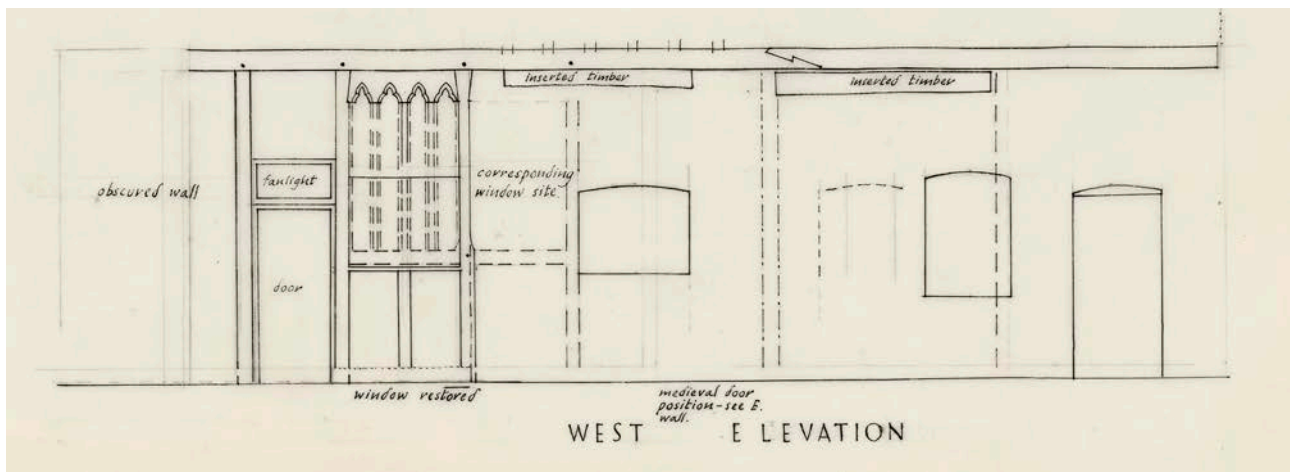 inserted timber
inserted timber
obscured wall
fanlight
corresponding
window site
door
window restored
medieval door
position - see E.
wall.
WEST ELEVATION